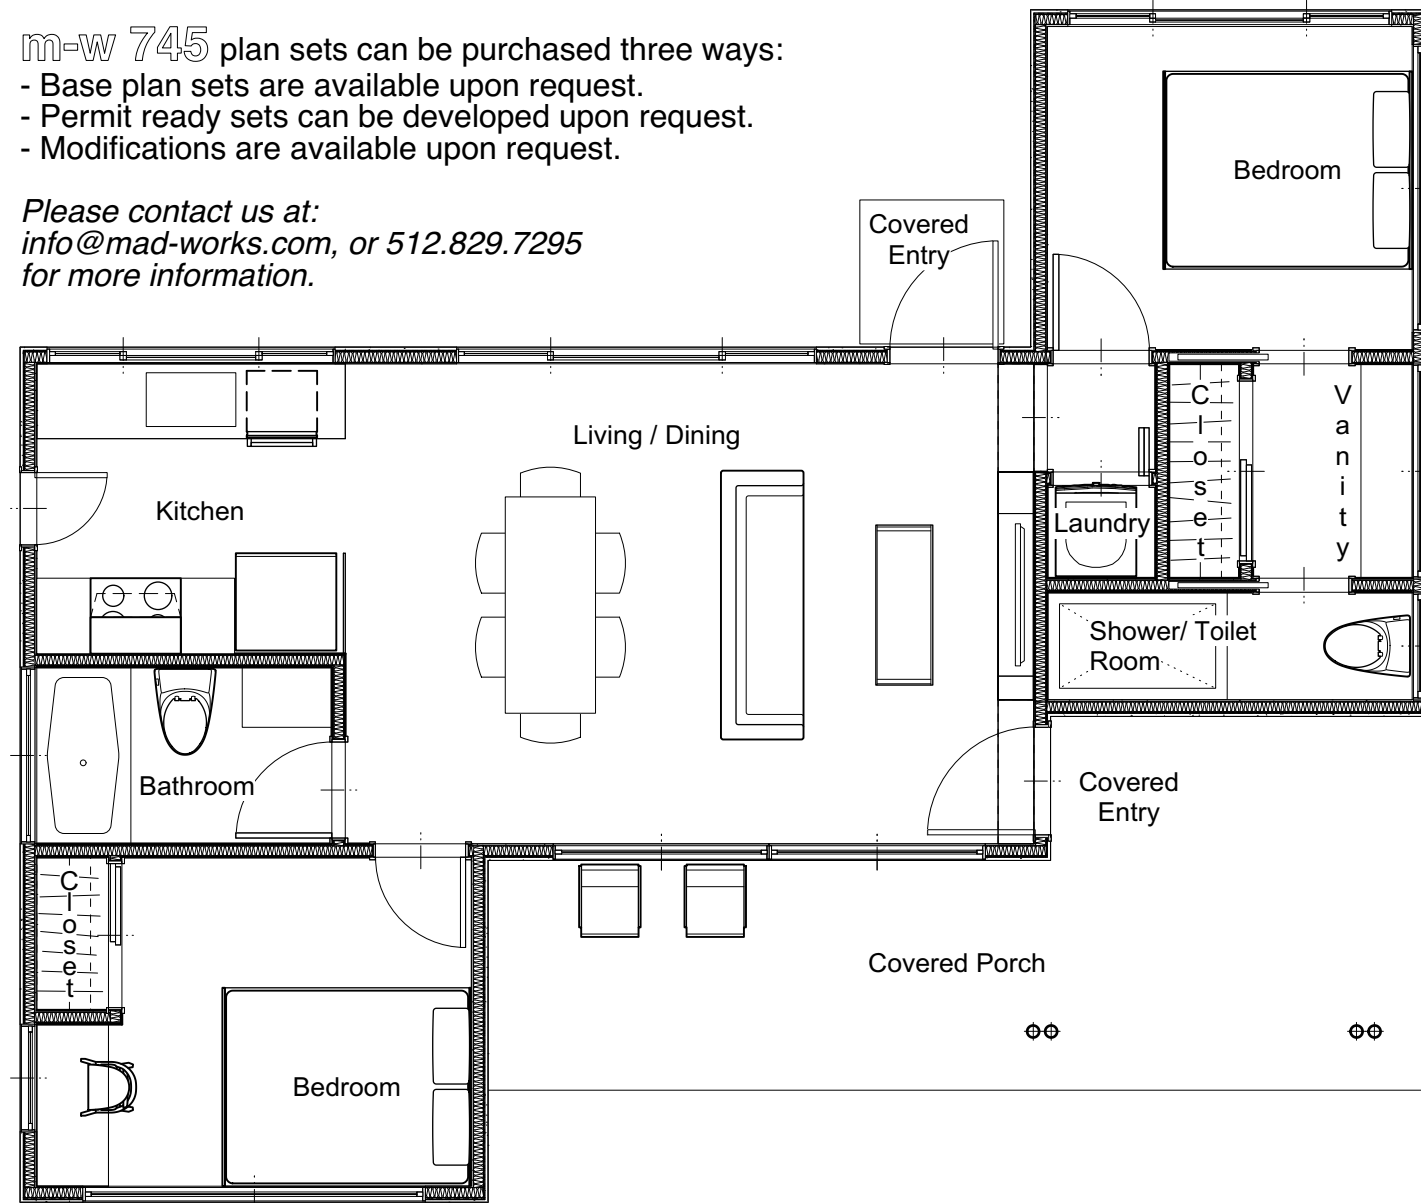 m-w 745 plan sets can be purchased three ways:
- Base plan sets are available upon request.
- Permit ready sets can be developed upon request.
- Modifications are available upon request.
Please contact us at:
info@mad-works.com, or 512.829.7295
for more information.
Bedroom
Covered
Entry
Living / Dining
Closet
Vanity
Kitchen
Laundry
Shower/ Toilet
Room
Bathroom
Covered
Entry
Closet
Covered Porch
Bedroom